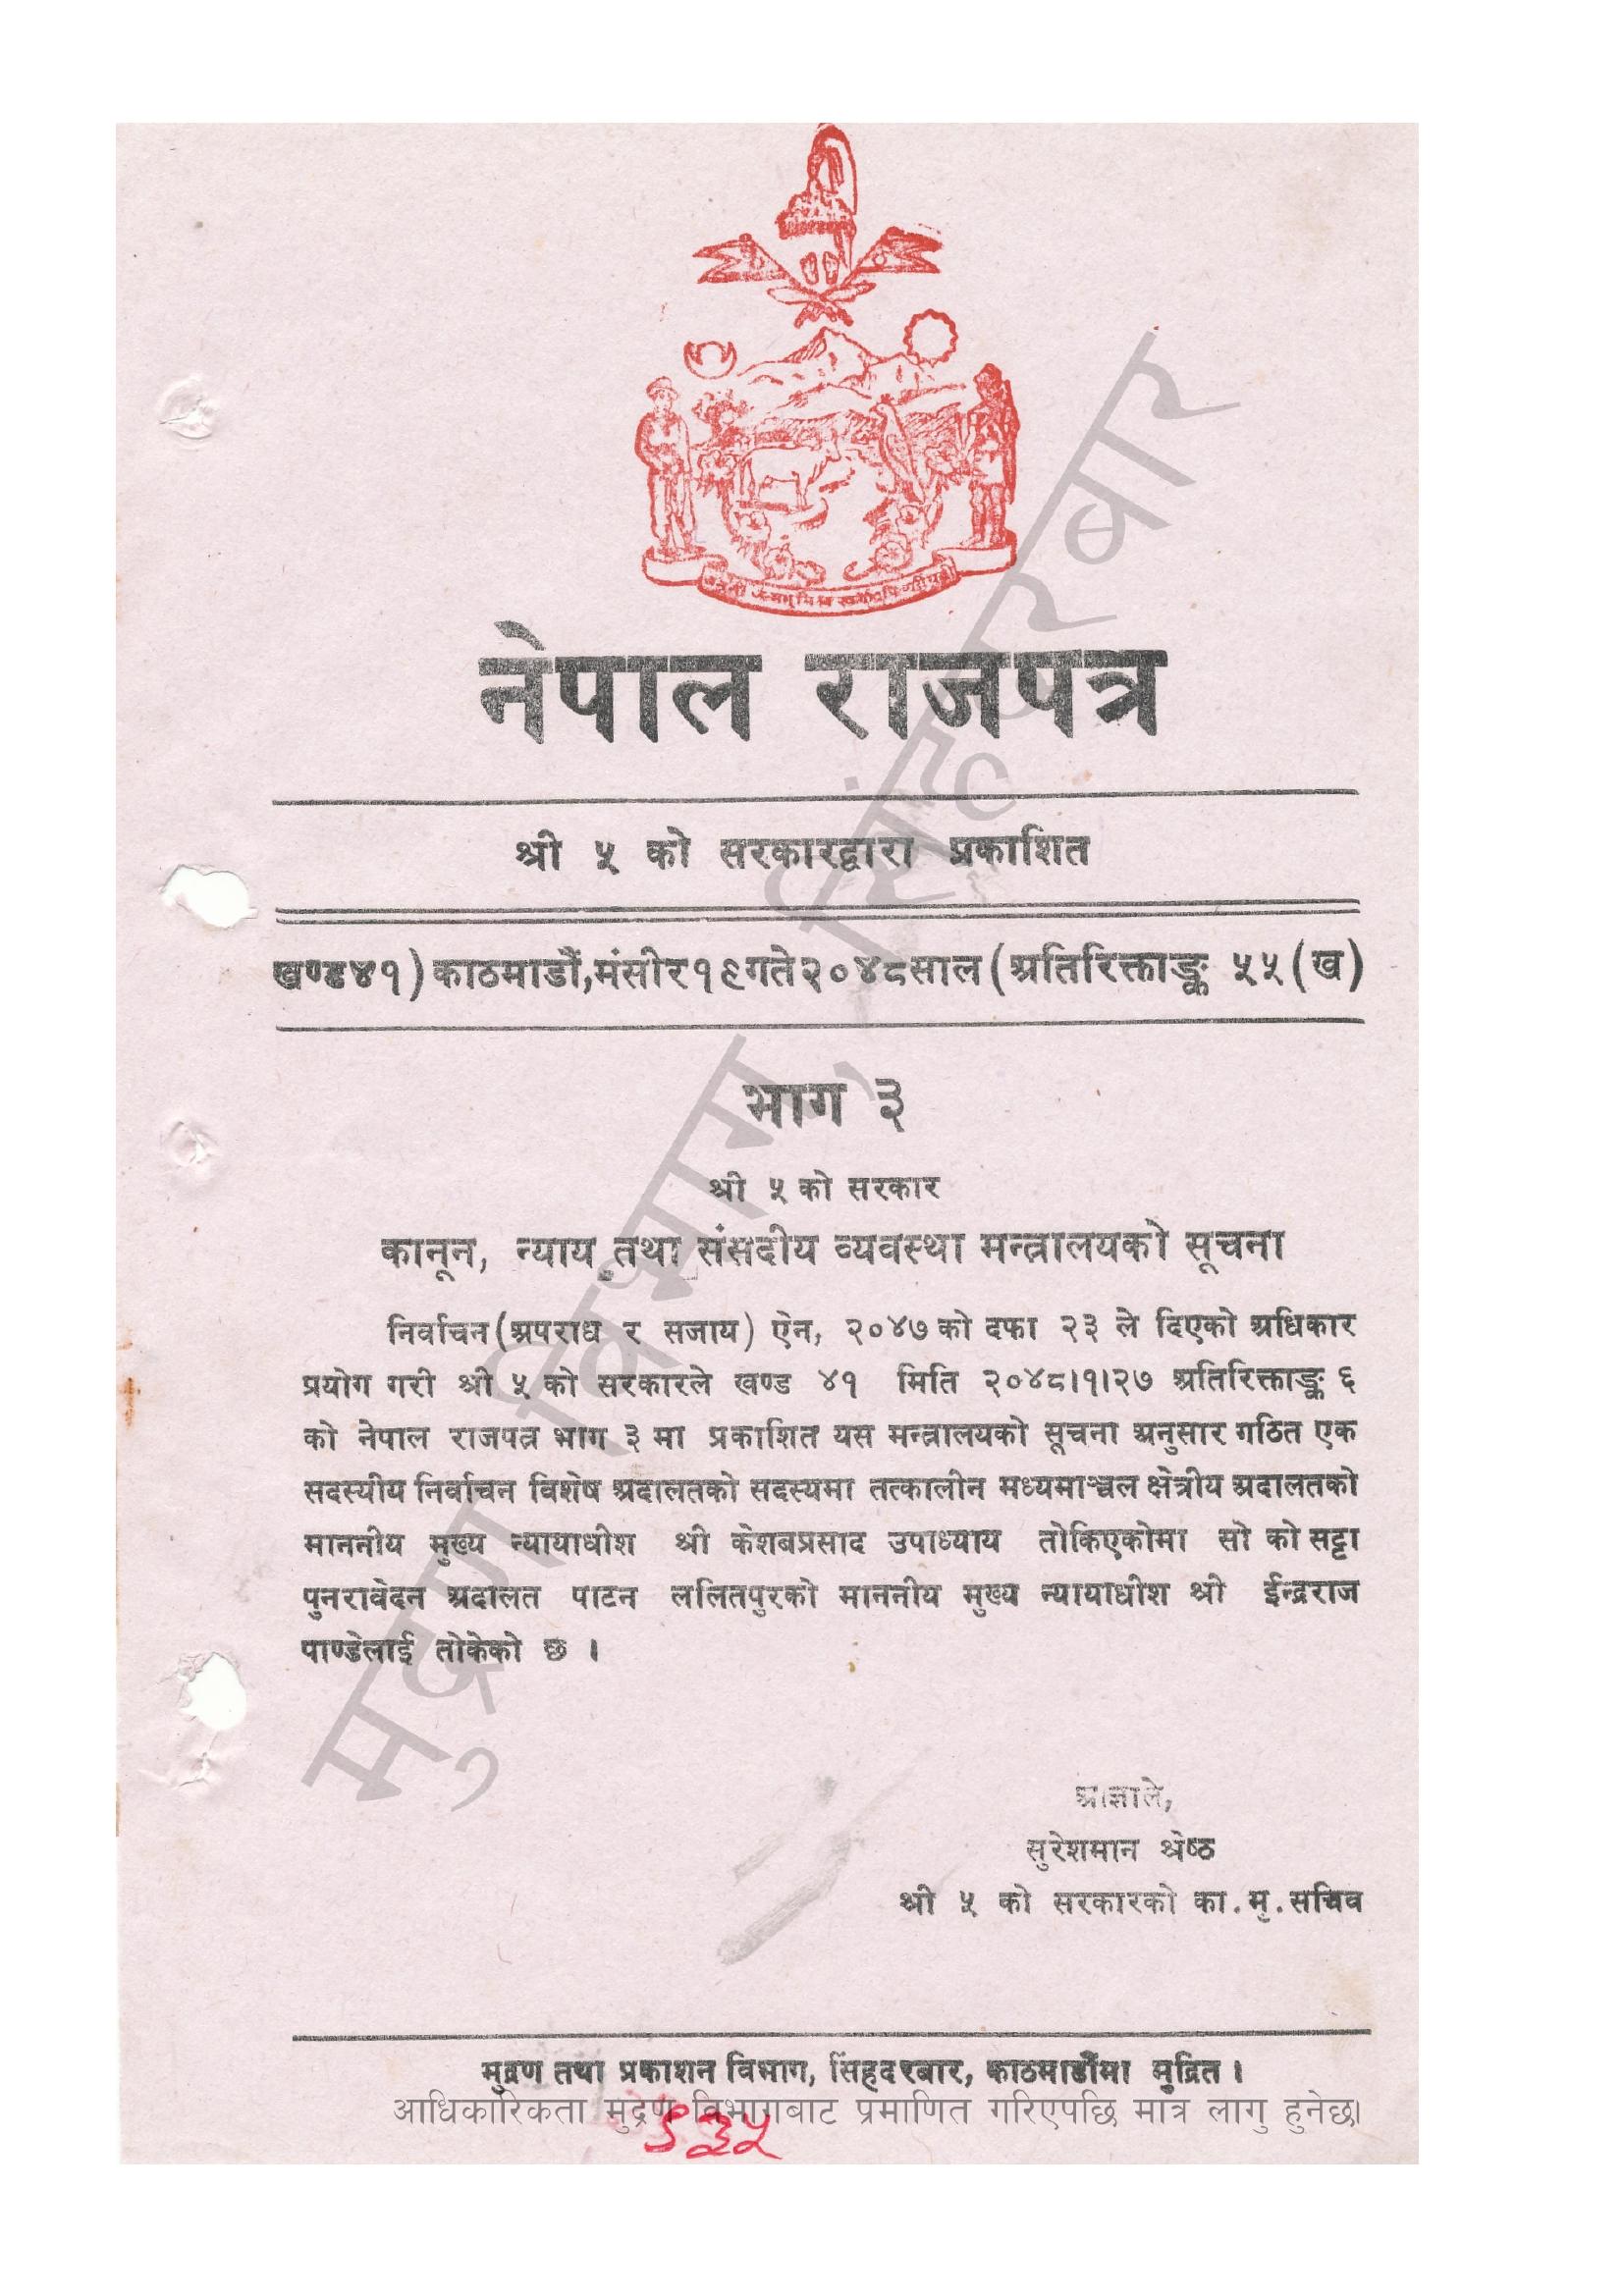 नेपाल राजपत्र
श्री ५ को सरकारद्वारा प्रकाशित
खण्ड४१) काठमाडौं,मंसीर१९गते२०४८साल (अतिरिक्ताङ्क ५५ (ख)
भाग ३
श्री ५ को सरकार
कानून, न्याय तथा संसदीय व्यवस्था मन्त्रालयको सूचना
निर्वाचन (अपराध र सजाय) ऐन, २०४७ को दफा २३ ले दिएको अधिकार
प्रयोग गरी श्री ५ को सरकारले खण्ड ४१ मिति २०४८।१।२७ अतिरिक्ताङ्क ६
को नेपाल राजपत्र भाग ३ मा प्रकाशित यस मन्त्रालयको सूचना अनुसार गठित एक
सदस्यीय निर्वाचन विशेष अदालतको सदस्यमा तत्कालीन मध्यमाञ्चल क्षेत्रीय अदालतको
माननीय मुख्य न्यायाधीश श्री केशबप्रसाद उपाध्याय तोकिएकोमा सो को सट्टा
पुनरावेदन अदालत पाटन ललितपुरको माननीय मुख्य न्यायाधीश श्री ईन्द्रराज
पाण्डेलाई तोकेको छ ।
आज्ञाले,
सुरेशमान श्रेष्ठ
श्री ५ को सरकारको का.मु.सचिव
मुद्रण तथा प्रकाशन विभाग, सिंहदरबार, काठमाडौंमा मुद्रित ।
आधिकारिकता मुद्रण विभागबाट प्रमाणित गरिएपछि मात्र लागु हुनेछ।
मुद्रण विभाग, सिंहदरबार